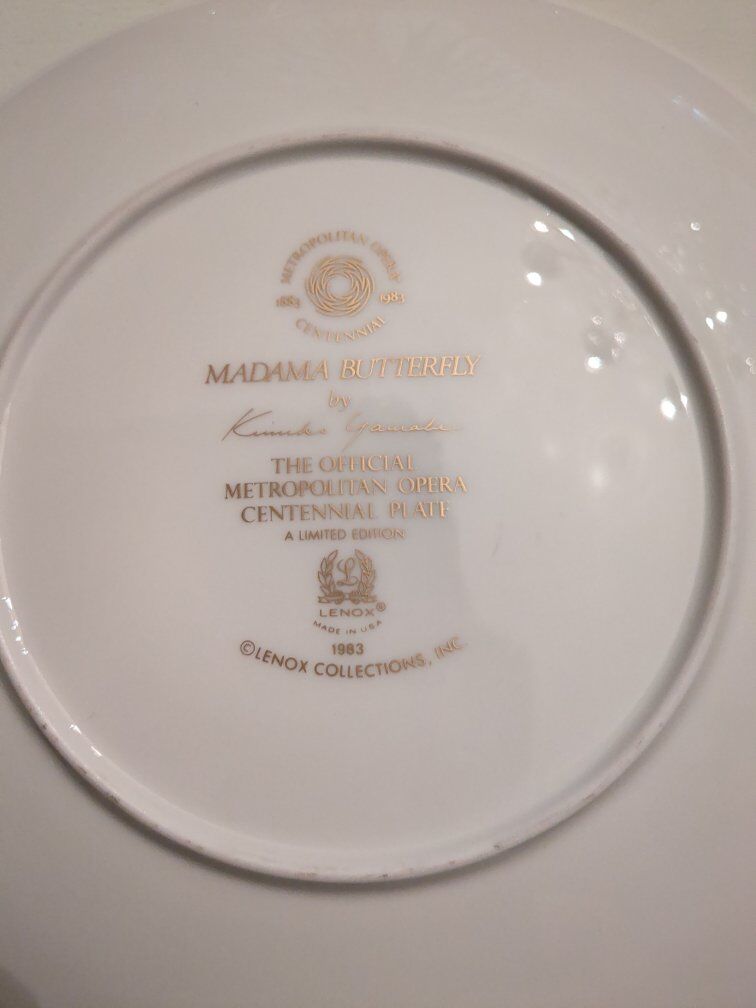 METROPOLITAN OPERA
1883 1983
CENTENNIAL
MADAMA BUTTERFLY
by
THE OFFICIAL
METROPOLITAN OPERA
CENTENNIAL PLATE
A LIMITED EDITION
L
LENOX®
MADE IN USA
1983
©LENOX COLLECTIONS, INC.